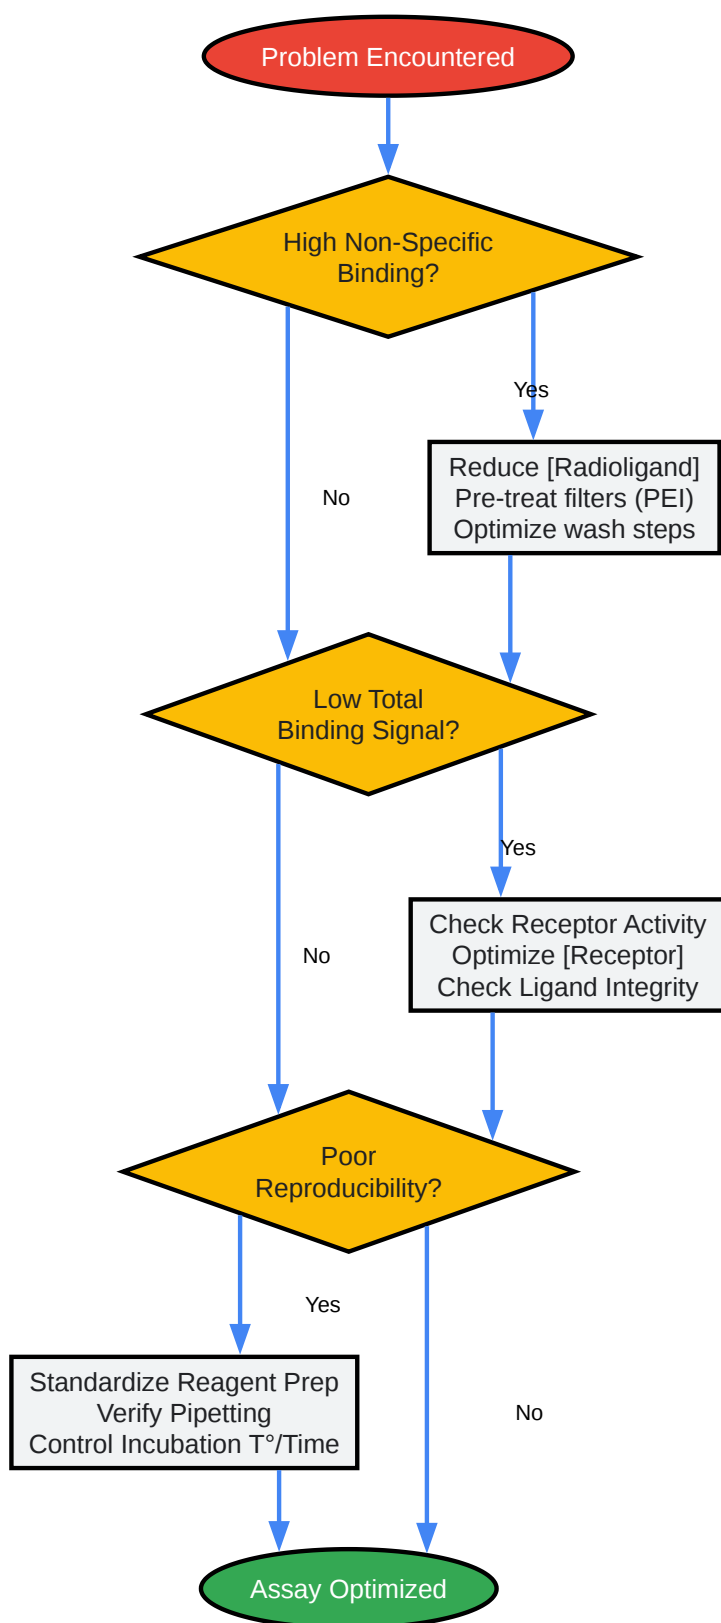 Problem Encountered
High Non-Specific
Binding?
Yes
Reduce [Radioligand]
Pre-treat filters (PEI)
Optimize wash steps
No
Low Total
Binding Signal?
Yes
Check Receptor Activity
Optimize [Receptor]
Check Ligand Integrity
No
Poor
Reproducibility?
Yes
Standardize Reagent Prep
Verify Pipetting
Control Incubation T°/Time
No
Assay Optimized